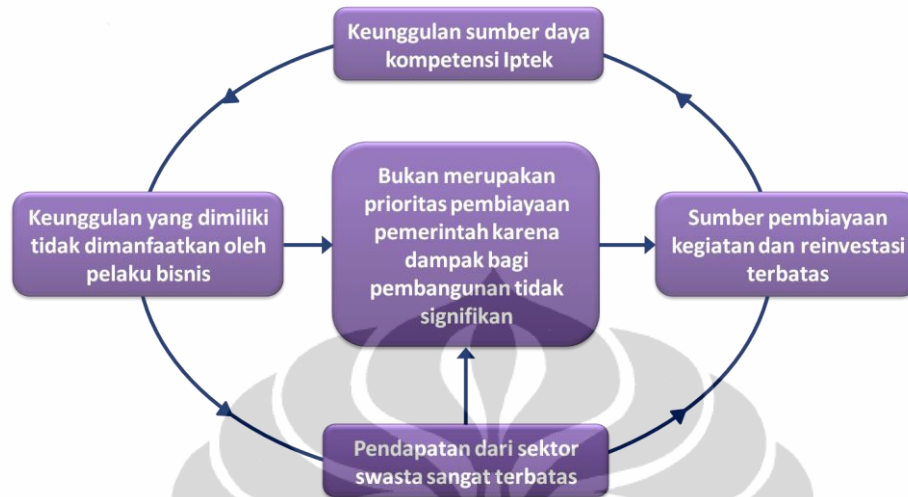 Keunggulan sumber daya
kompetensi Iptek
Keunggulan yang dimiliki
tidak dimanfaatkan oleh
pelaku bisnis
Bukan merupakan
prioritas pembiayaan
pemerintah karena
dampak bagi
pembangunan tidak
signifikan
Sumber pembiayaan
kegiatan dan reinvestasi
terbatas
Pendapatan dari sektor
swasta sangat terbatas